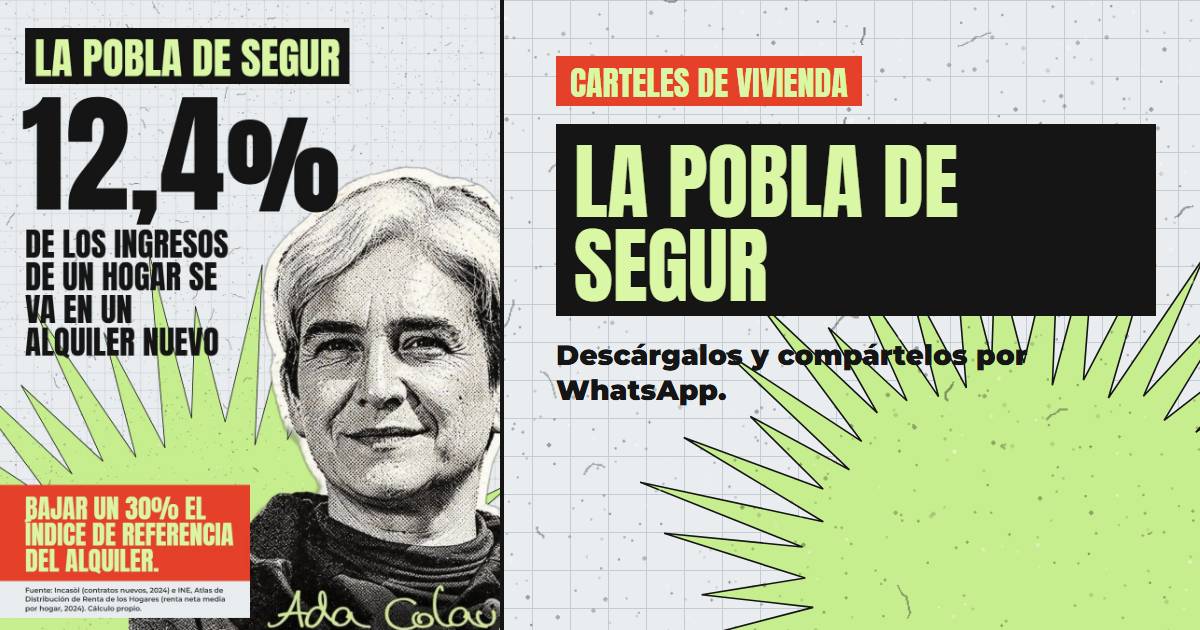 LA POBLA DE SEGUR
12,4%
DE LOS INGRESOS
DE UN HOGAR SE
VA EN UN
ALQUILER NUEVO
BAJAR UN 30% EL
ÍNDICE DE REFERENCIA
DEL ALQUILER.
Fuente: Incasòl (contratos nuevos, 2024) e INE, Atlas de
Distribución de Renta de los Hogares (renta neta media
por hogar, 2024). Cálculo propio.
Ada Colau
CARTELES DE VIVIENDA
LA POBLA DE
SEGUR
Descárgalos y compártelos por
WhatsApp.